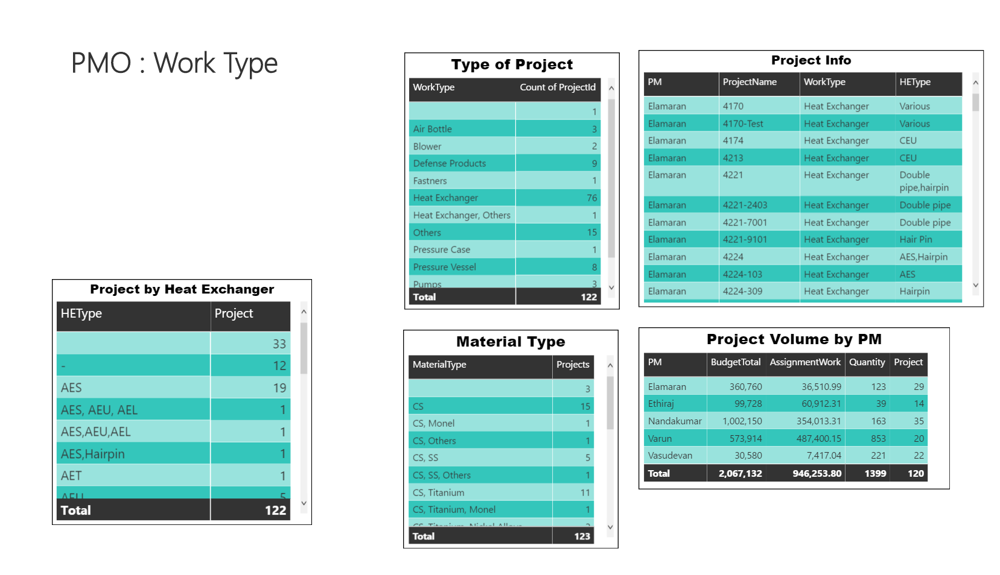 PMO : Work Type
Type of Project
WorkType Count of ProjectId
1
Air Bottle 3
Blower 2
Defense Products 9
Fastners 1
Heat Exchanger 76
Heat Exchanger, Others 1
Others 15
Pressure Case 1
Pressure Vessel 8
Pumps 3
Total 122
Project Info
PM ProjectName WorkType HEType
Elamaran 4170 Heat Exchanger Various
Elamaran 4170-Test Heat Exchanger Various
Elamaran 4174 Heat Exchanger CEU
Elamaran 4213 Heat Exchanger CEU
Elamaran 4221 Heat Exchanger Double
pipe,hairpin
Elamaran 4221-2403 Heat Exchanger Double pipe
Elamaran 4221-7001 Heat Exchanger Double pipe
Elamaran 4221-9101 Heat Exchanger Hair Pin
Elamaran 4224 Heat Exchanger AES,Hairpin
Elamaran 4224-103 Heat Exchanger AES
Elamaran 4224-309 Heat Exchanger Hairpin
Project by Heat Exchanger
HEType Project
33
- 12
AES 19
AES, AEU, AEL 1
AES,AEU,AEL 1
AES,Hairpin 1
AET 1
AEU 5
Total 122
Material Type
MaterialType Projects
3
CS 15
CS, Monel 1
CS, Others 1
CS, SS 5
CS, SS, Others 1
CS, Titanium 11
CS, Titanium, Monel 1
CS, Titanium, Nickel Alloys
Total 123
Project Volume by PM
PM BudgetTotal AssignmentWork Quantity Project
Elamaran 360,760 36,510.99 123 29
Ethiraj 99,728 60,912.31 39 14
Nandakumar 1,002,150 354,013.31 163 35
Varun 573,914 487,400.15 853 20
Vasudevan 30,580 7,417.04 221 22
Total 2,067,132 946,253.80 1399 120